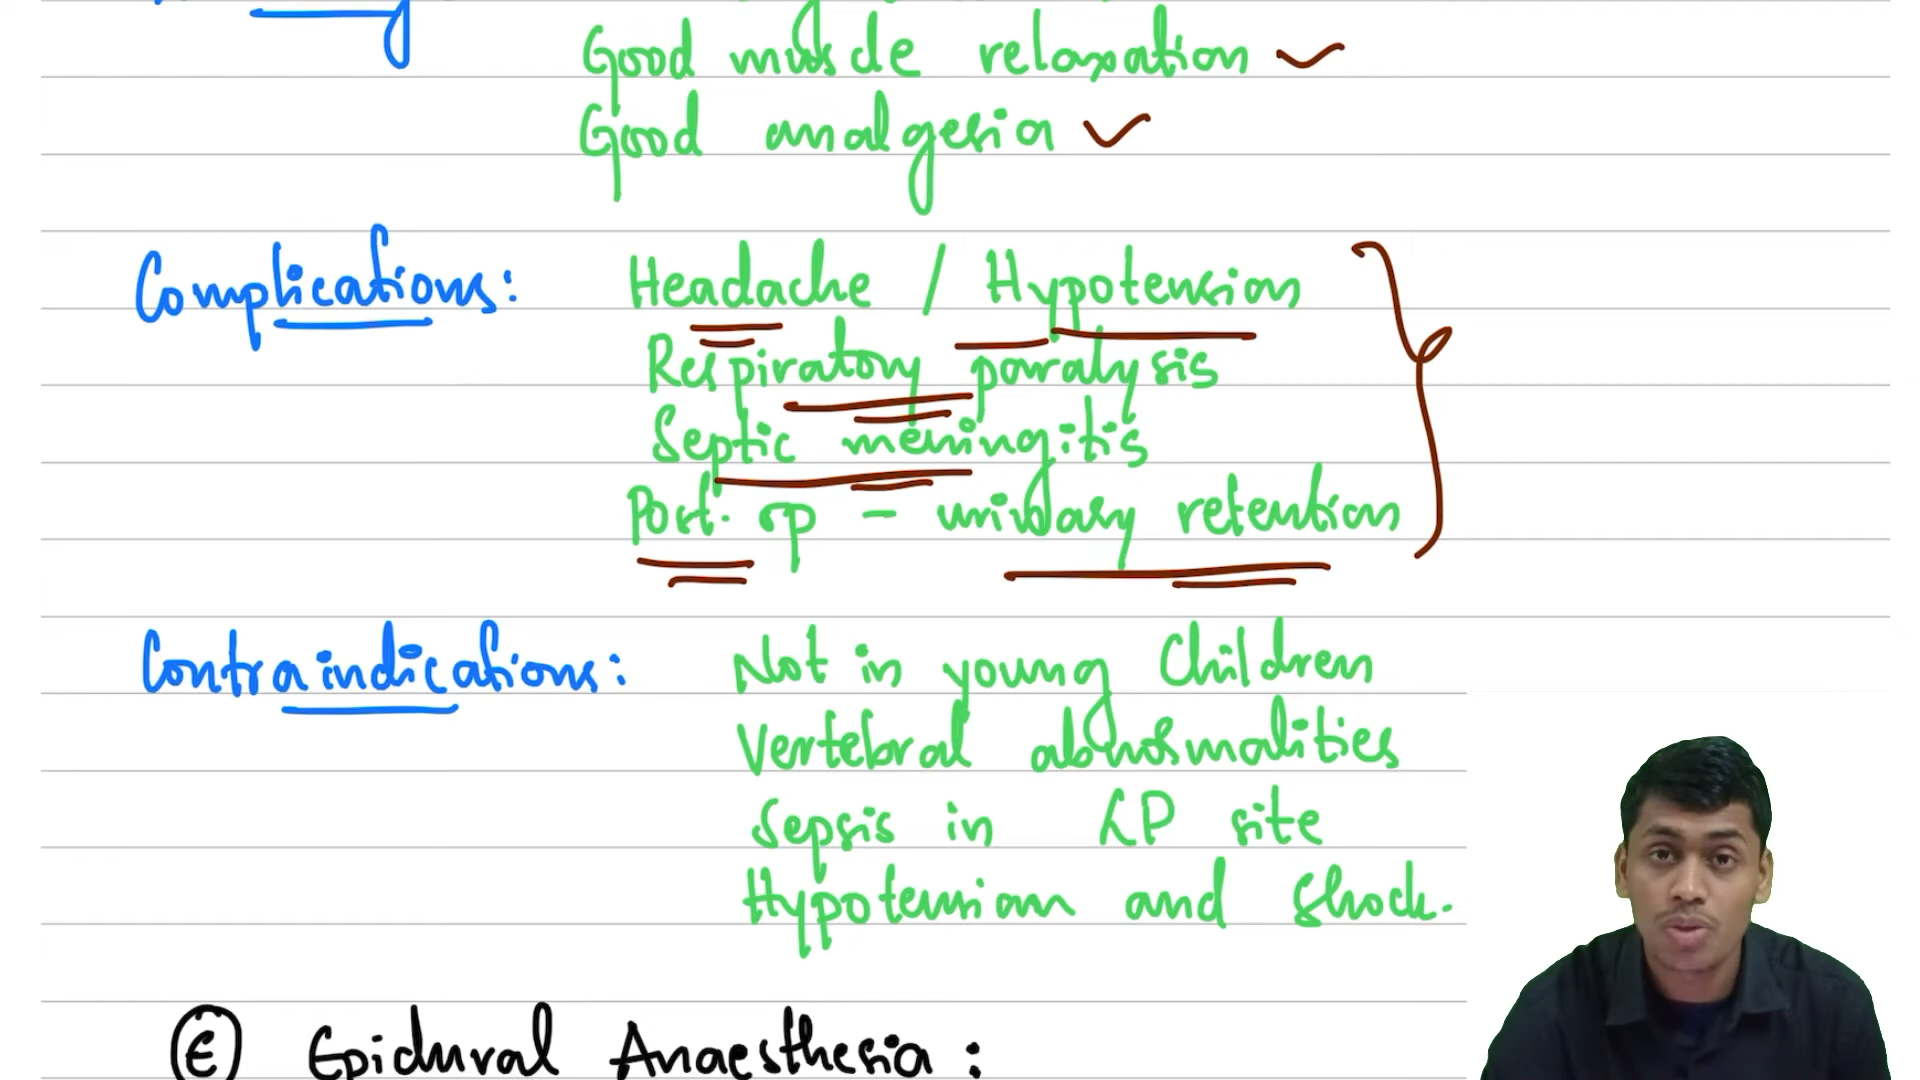 Good muscle relaxation
Good analgesia
Complications: Headache / Hypotension
Respiratory paralysis
Septic meningitis
Post. op - urinary retention
Contraindications: Not in young Children
Vertebral abnormalities
Sepsis in LP site
Hypotension and Shock.
E Epidural Anaesthesia: